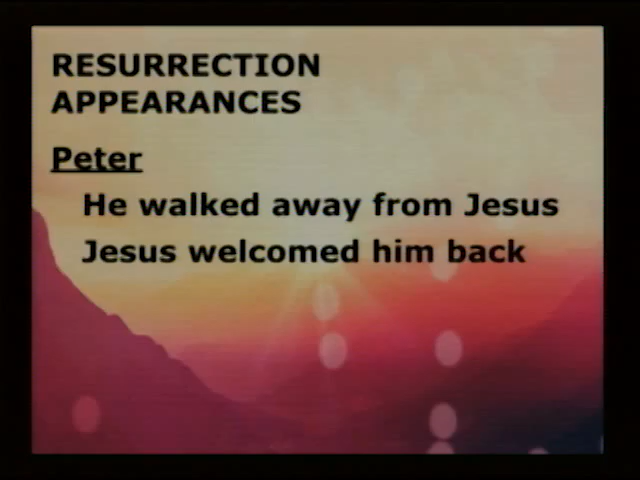 RESURRECTION
APPEARANCES
Peter
He walked away from Jesus
Jesus welcomed him back